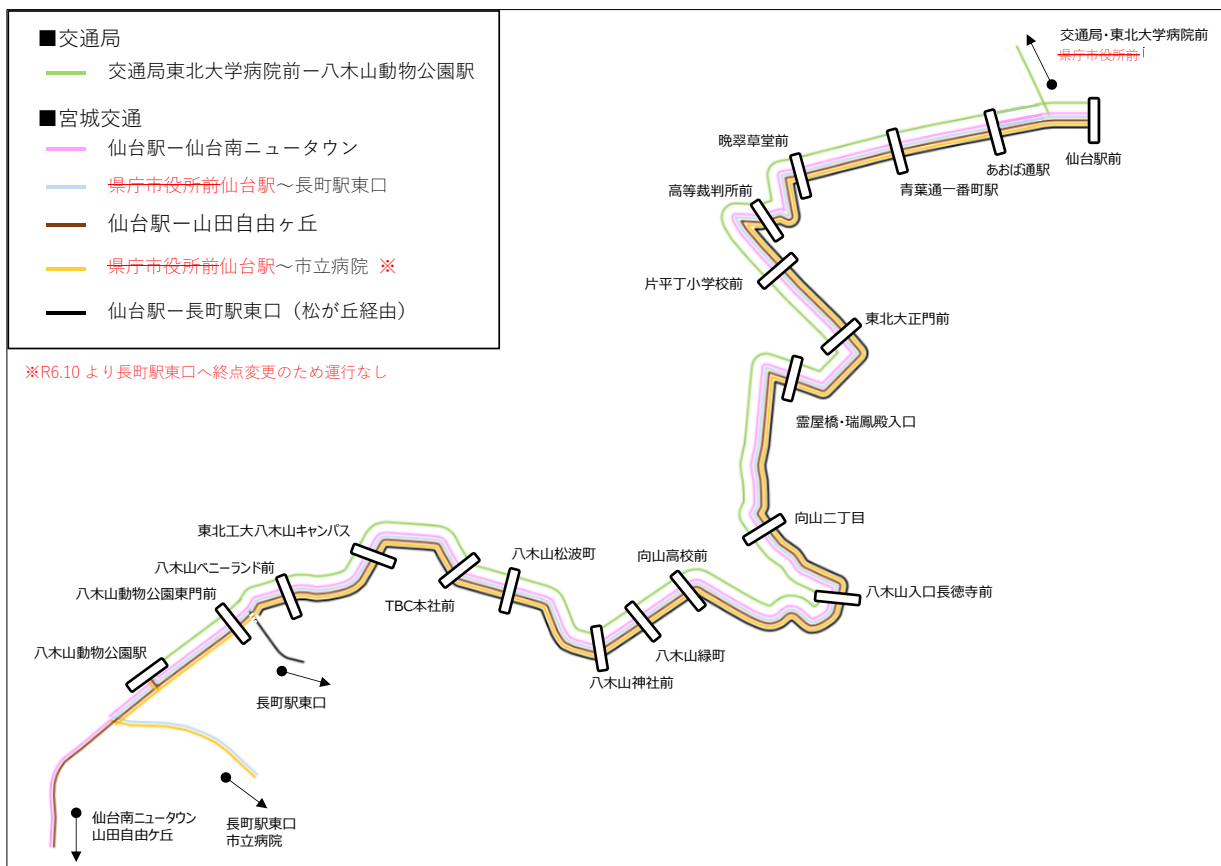 ■交通局
交通局東北大学病院前ー八木山動物公園駅
■宮城交通
仙台駅ー仙台南ニュータウン
県庁市役所前仙台駅~長町駅東口
仙台駅ー山田自由ヶ丘
県庁市役所前仙台駅~市立病院 ※
仙台駅ー長町駅東口(松が丘経由)
※R6.10 より長町駅東口へ終点変更のため運行なし
交通局・東北大学病院前
県庁市役所前
仙台駅前
あおば通駅
青葉通一番町駅
晩翠草堂前
高等裁判所前
片平丁小学校前
東北大正門前
霊屋橋・瑞鳳殿入口
向山二丁目
八木山入口長徳寺前
向山高校前
八木山緑町
八木山神社前
八木山松波町
TBC本社前
東北工大八木山キャンパス
八木山ベニーランド前
八木山動物公園東門前
八木山動物公園駅
長町駅東口
長町駅東口
市立病院
仙台南ニュータウン
山田自由ケ丘